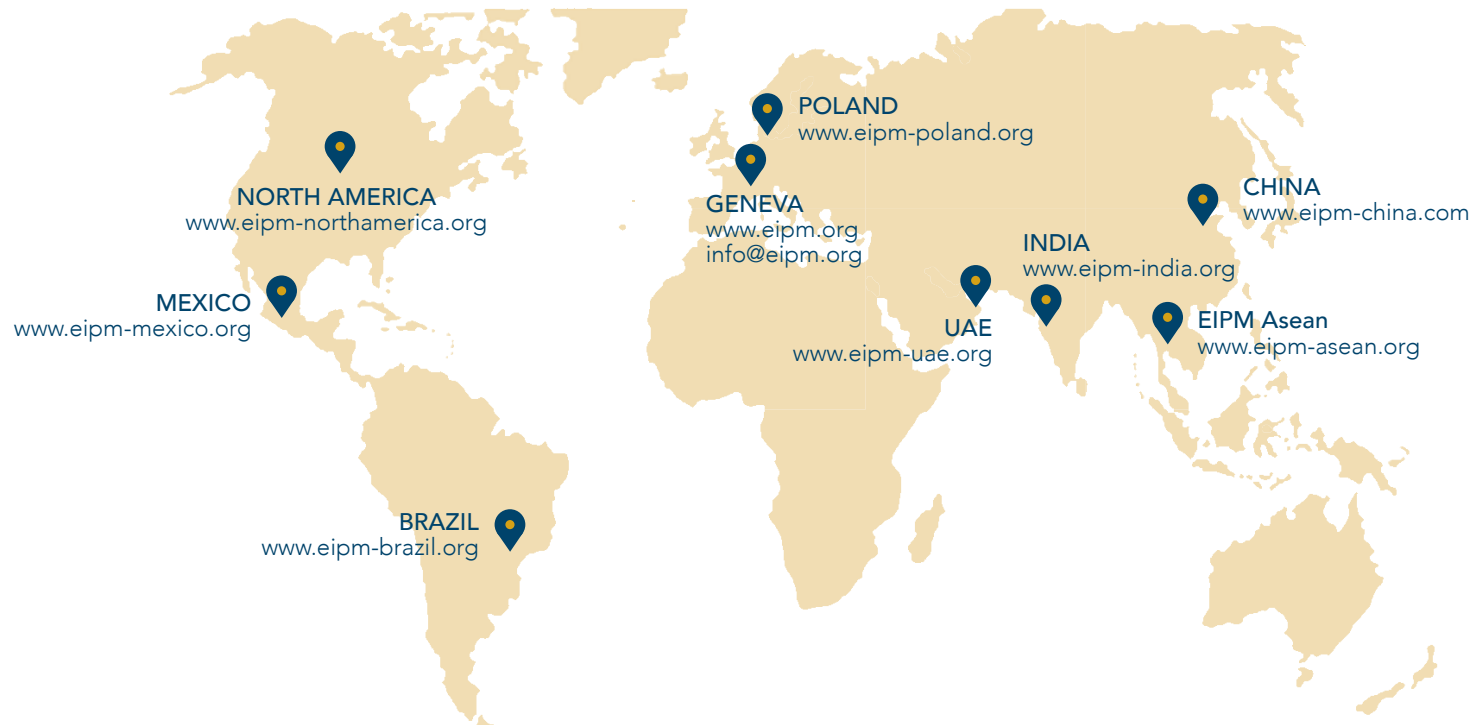 POLAND
www.eipm-poland.org
NORTH AMERICA
www.eipm-northamerica.org
GENEVA
www.eipm.org
info@eipm.org
CHINA
www.eipm-china.com
INDIA
www.eipm-india.org
MEXICO
www.eipm-mexico.org
UAE
www.eipm-uae.org
EIPM Asean
www.eipm-asean.org
BRAZIL
www.eipm-brazil.org